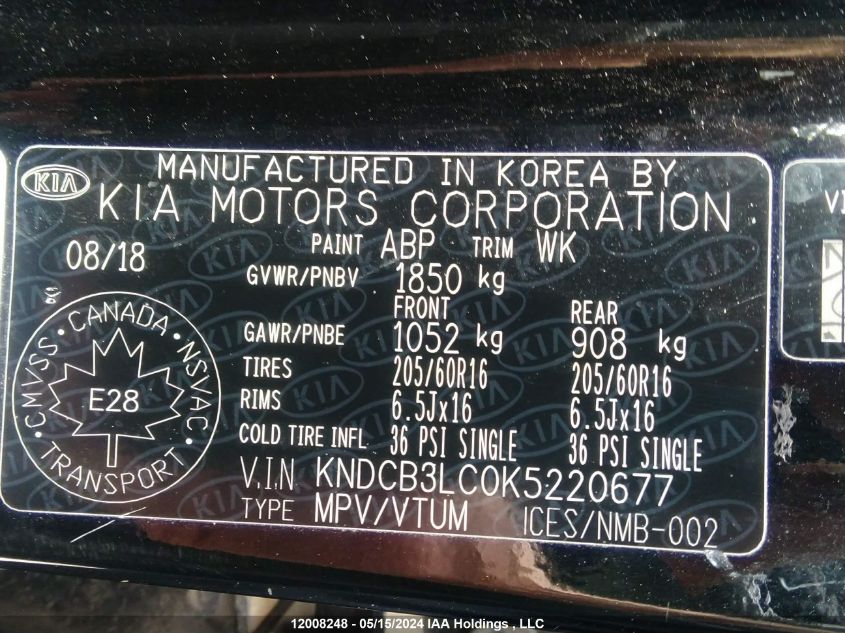 MANUFACTURED IN KOREA BY
KIA
KIA MOTORS CORPORATION
08/18
PAINT ABP TRIM WK
GVWR/PNBV 1850 kg
FRONT REAR
GAWR/PNBE 1052 kg 908 kg
TIRES 205/60R16 205/60R16
RIMS 6.5Jx16 6.5Jx16
COLD TIRE INFL 36 PSI SINGLE 36 PSI SINGLE
V.I.N. KNDCB3LC0K5220677
TYPE MPV/VTUM ICES/NMB-002
CMVSS · CANADA · NSVAC · TRANSPORT ·
E28
VI
12008248 - 05/15/2024 IAA Holdings , LLC